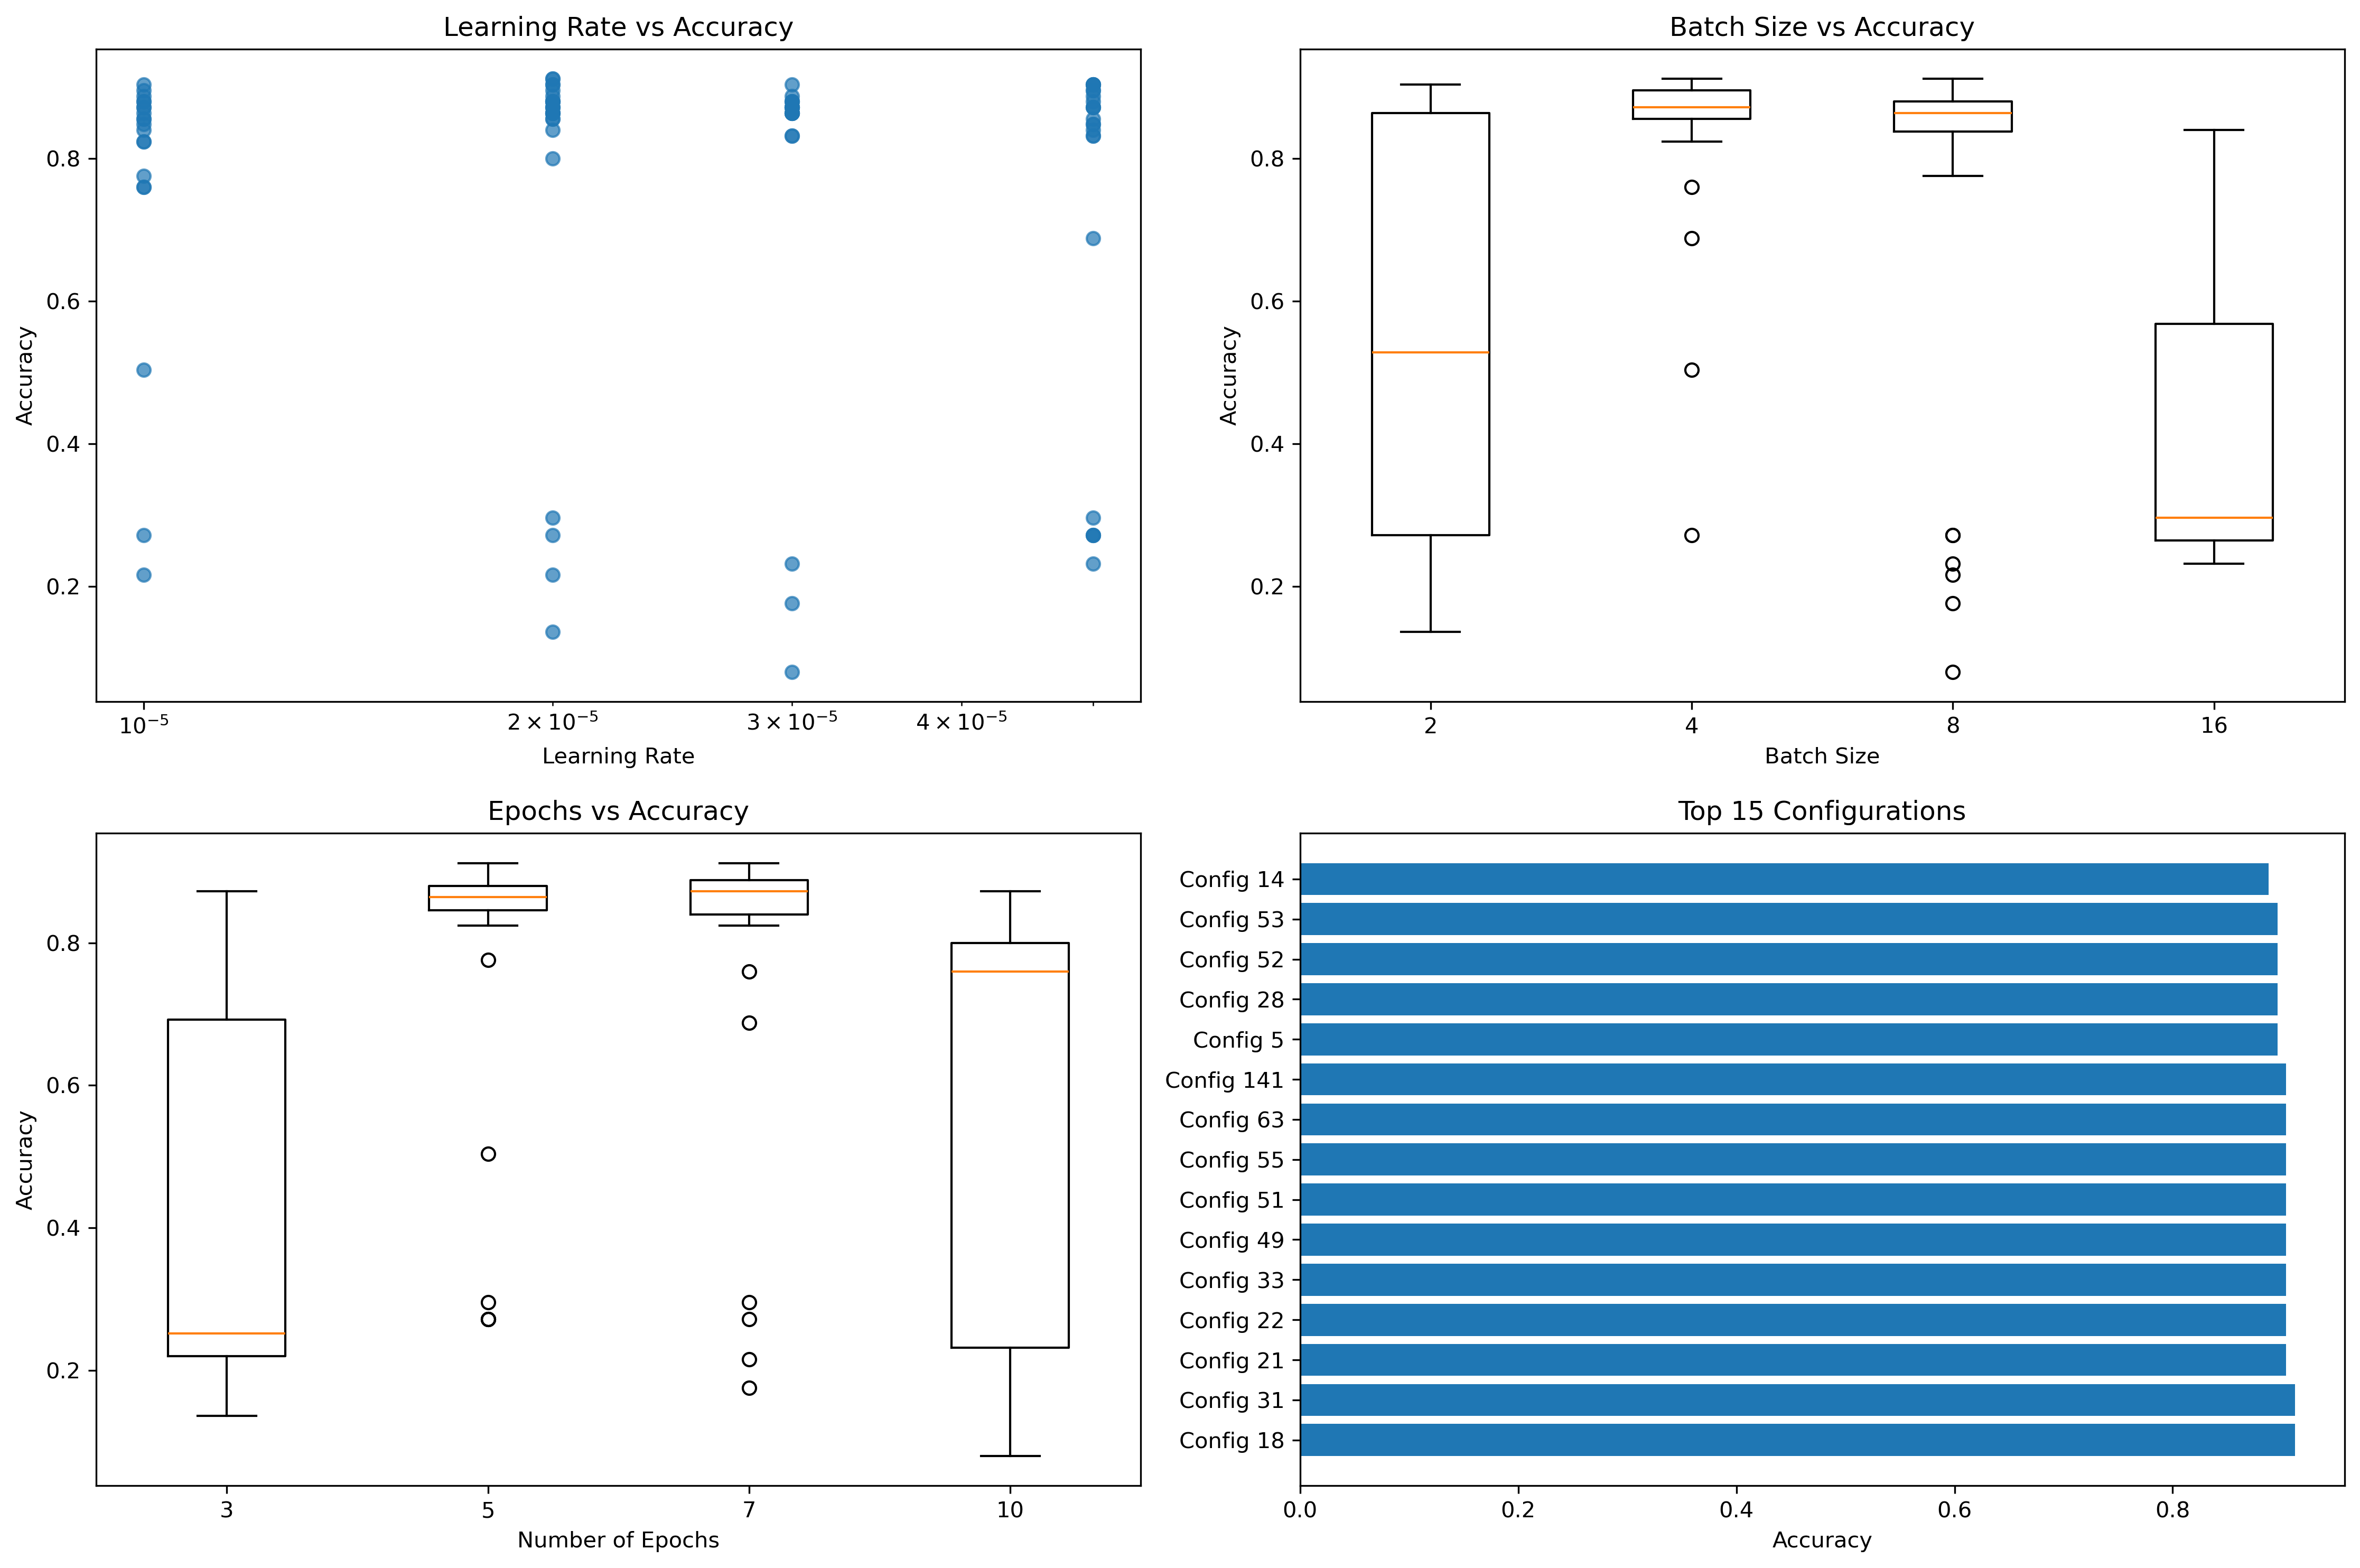 Learning Rate vs Accuracy
Accuracy
0.8
0.6
0.4
0.2
10⁻⁵
2 × 10⁻⁵
3 × 10⁻⁵
4 × 10⁻⁵
Learning Rate
Batch Size vs Accuracy
Accuracy
0.8
0.6
0.4
0.2
2
4
8
16
Batch Size
Epochs vs Accuracy
Accuracy
0.8
0.6
0.4
0.2
3
5
7
10
Number of Epochs
Top 15 Configurations
Config 14
Config 53
Config 52
Config 28
Config 5
Config 141
Config 63
Config 55
Config 51
Config 49
Config 33
Config 22
Config 21
Config 31
Config 18
0.0
0.2
0.4
0.6
0.8
Accuracy